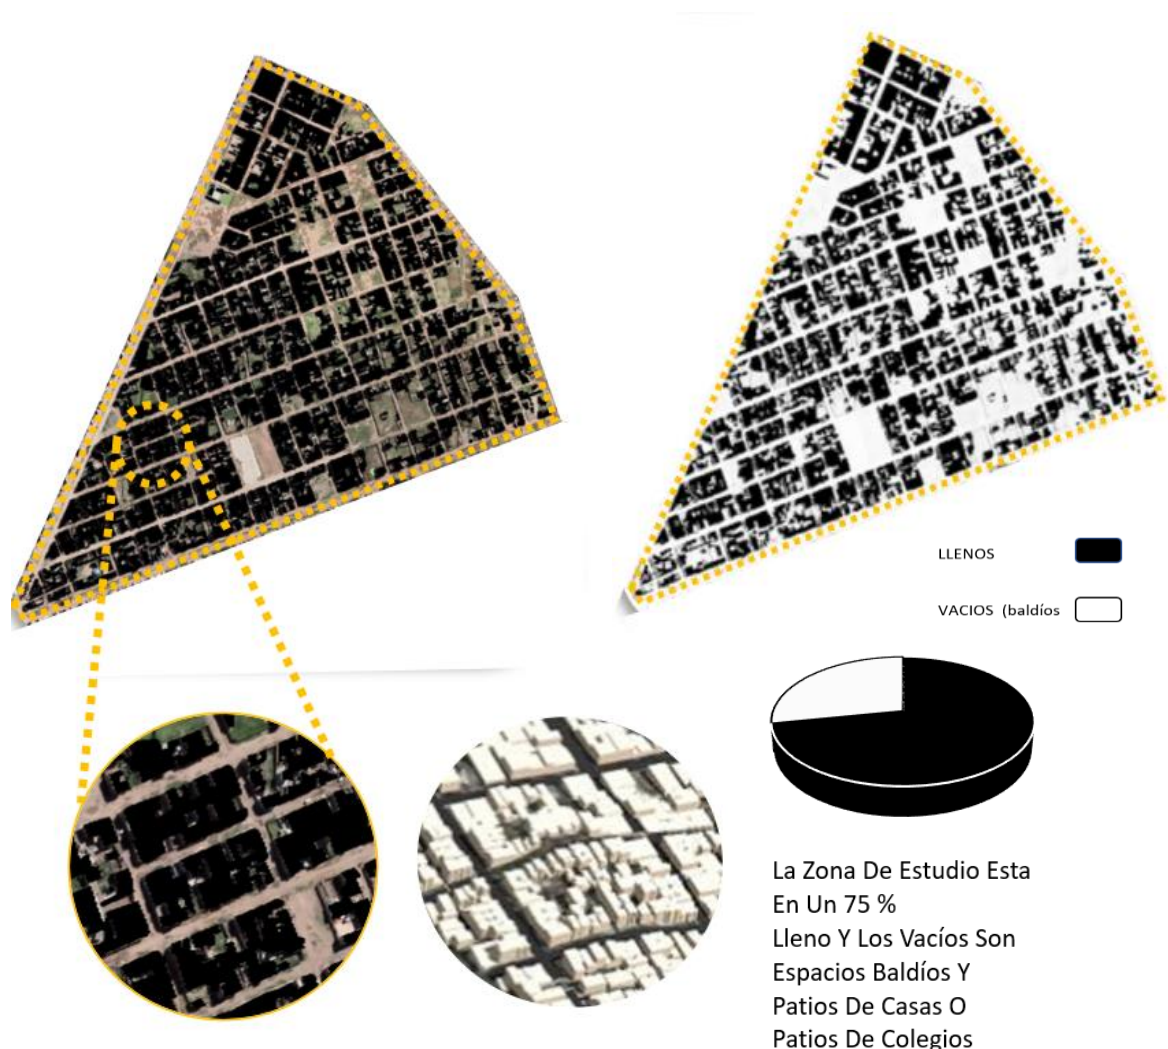 LLENOS
VACIOS (baldíos
La Zona De Estudio Esta
En Un 75 %
Lleno Y Los Vacíos Son
Espacios Baldíos Y
Patios De Casas O
Patios De Colegios